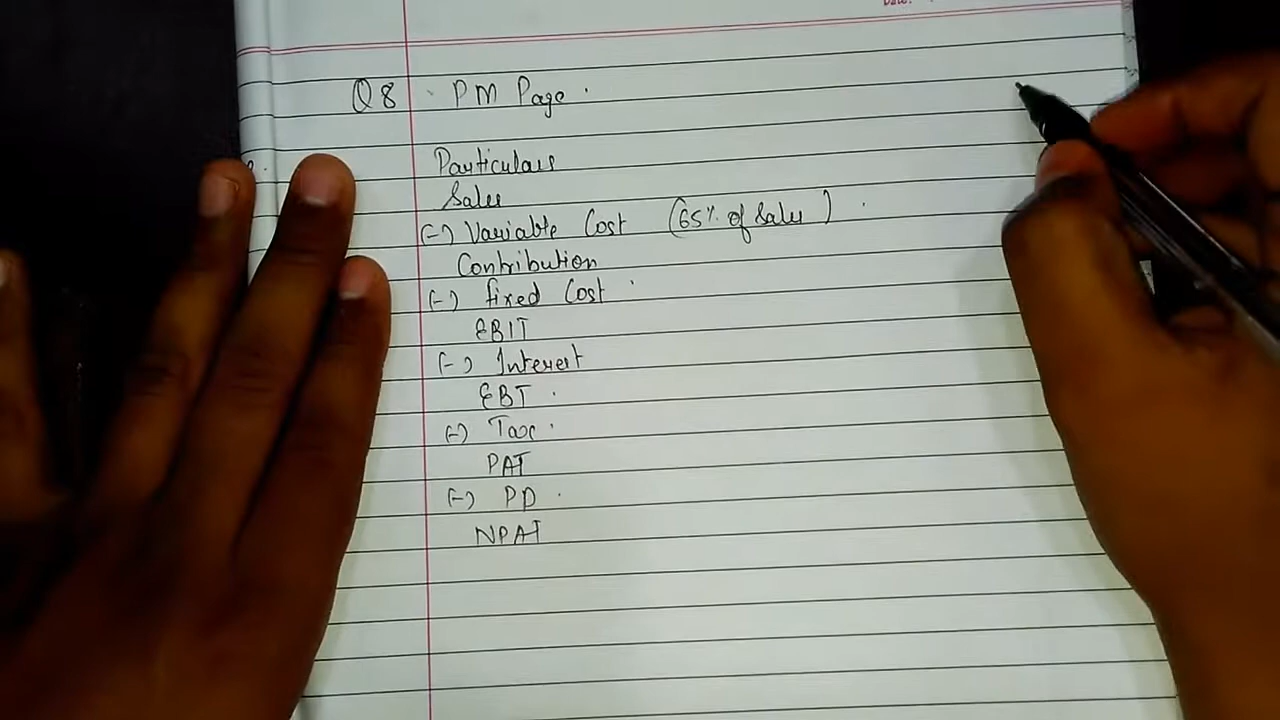 Date:
Q8 . PM Page .
Particulars
Sales
(-) Variable Cost (65% of Sales) .
Contribution
(-) fixed Cost .
EBIT
(-) Interest
EBT .
(-) Tax .
PAT
(-) PD .
NPAT